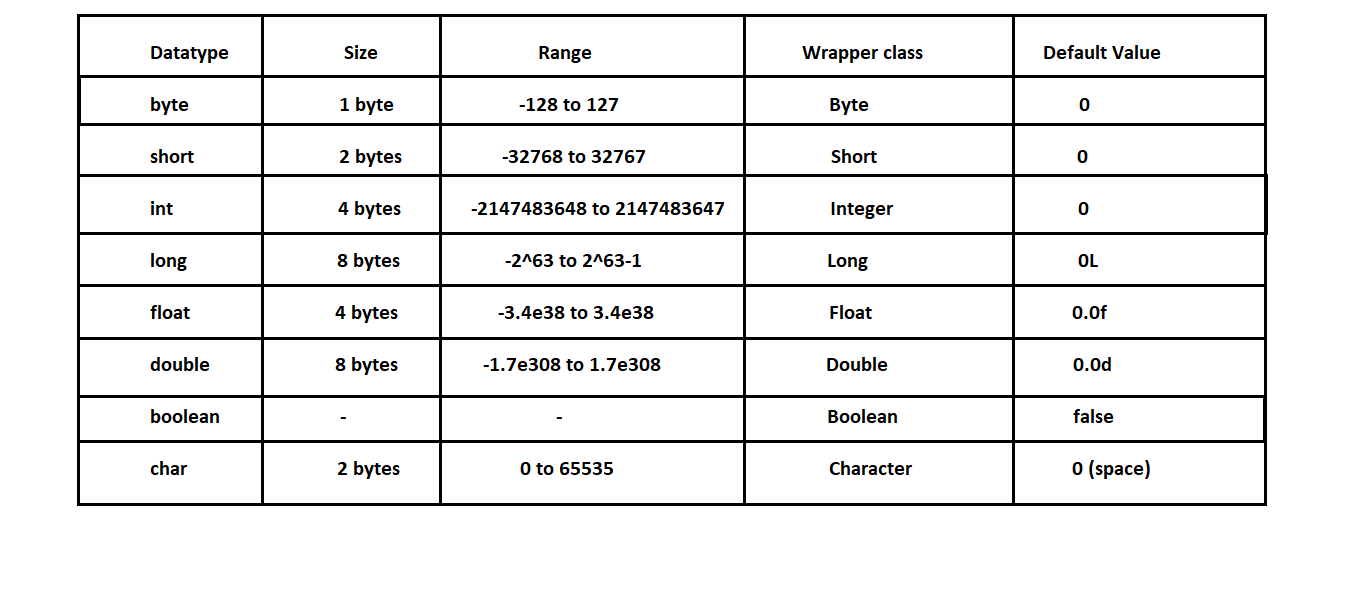 Datatype Size Range Wrapper class Default Value
byte 1 byte -128 to 127 Byte 0
short 2 bytes -32768 to 32767 Short 0
int 4 bytes -2147483648 to 2147483647 Integer 0
long 8 bytes -2^63 to 2^63-1 Long 0L
float 4 bytes -3.4e38 to 3.4e38 Float 0.0f
double 8 bytes -1.7e308 to 1.7e308 Double 0.0d
boolean - - Boolean false
char 2 bytes 0 to 65535 Character 0 (space)